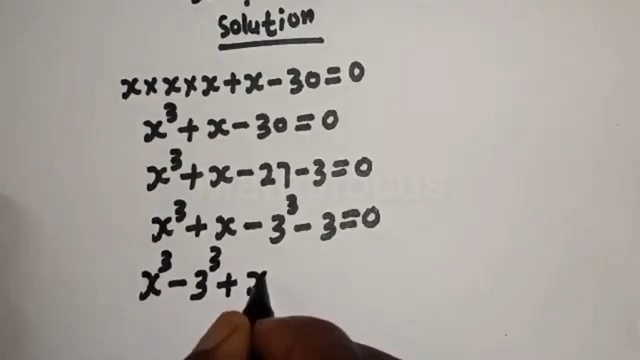 Solution
x×x×x+x-30=0
x³+x-30=0
x³+x-27-3=0
x³+x-3³-3=0
x³-3³+x